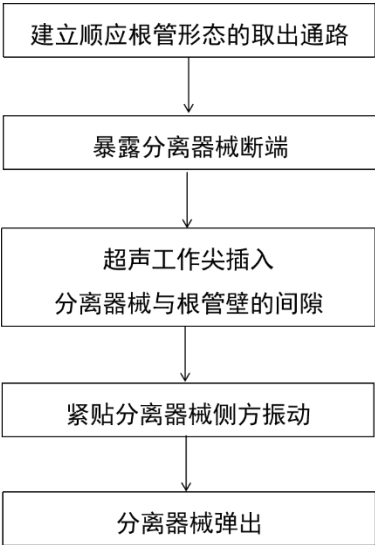 建立顺应根管形态的取出通路
暴露分离器械断端
超声工作尖插入
分离器械与根管壁的间隙
紧贴分离器械侧方振动
分离器械弹出